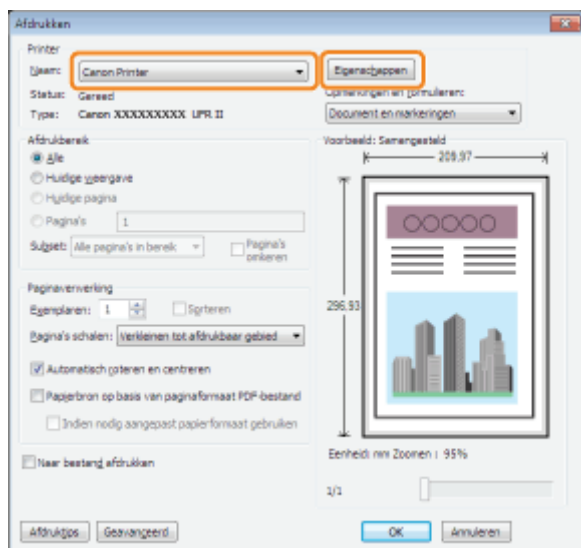 Afdrukken
Printer
Naam: Canon Printer Eigenschappen
Status: Gereed Opmerkingen en formulieren:
Type: Canon XXXXXXXXX UFR II Document en markeringen
Afdrukbereik Voorbeeld: Samengesteld
Alle 209,97
Huidige weergave
Huidige pagina
Pagina's 1
Subset: Alle pagina's in bereik Pagina's omkeren
Paginaverwerking
Exemplaren: 1 Sorteren 296,93
Pagina's schalen: Verkleinen tot afdrukbaar gebied
Automatisch roteren en centreren
Papierbron op basis van paginaformaat PDF-bestand
Indien nodig aangepast papierformaat gebruiken
Eenheid: mm Zoomen : 95%
Naar bestand afdrukken
1/1
Afdruktips Geavanceerd OK Annuleren